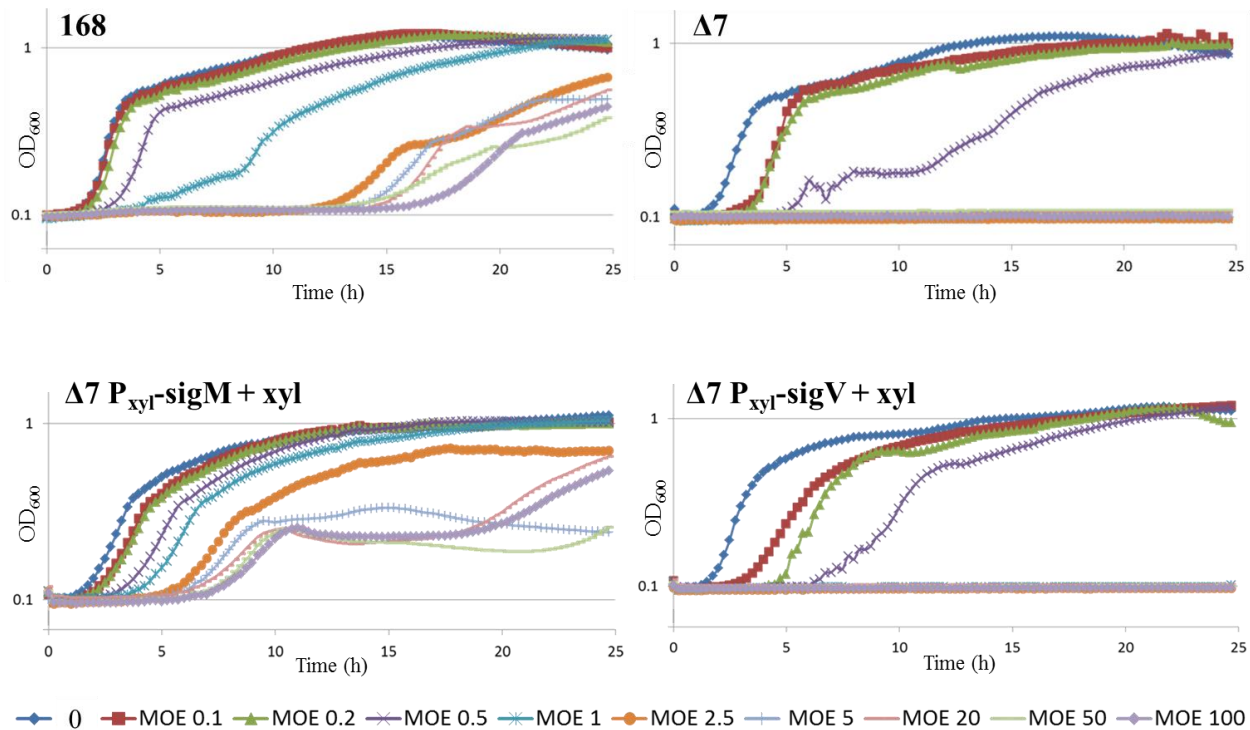 168
1
OD600
0.1
0 5 10 15 20 25
Time (h)
Δ7
1
OD600
0.1
0 5 10 15 20 25
Time (h)
Δ7 Pxyl-sigM + xyl
1
OD600
0.1
0 5 10 15 20 25
Time (h)
Δ7 Pxyl-sigV + xyl
1
OD600
0.1
0 5 10 15 20 25
Time (h)
0 MOE 0.1 MOE 0.2 MOE 0.5 MOE 1 MOE 2.5 MOE 5 MOE 20 MOE 50 MOE 100